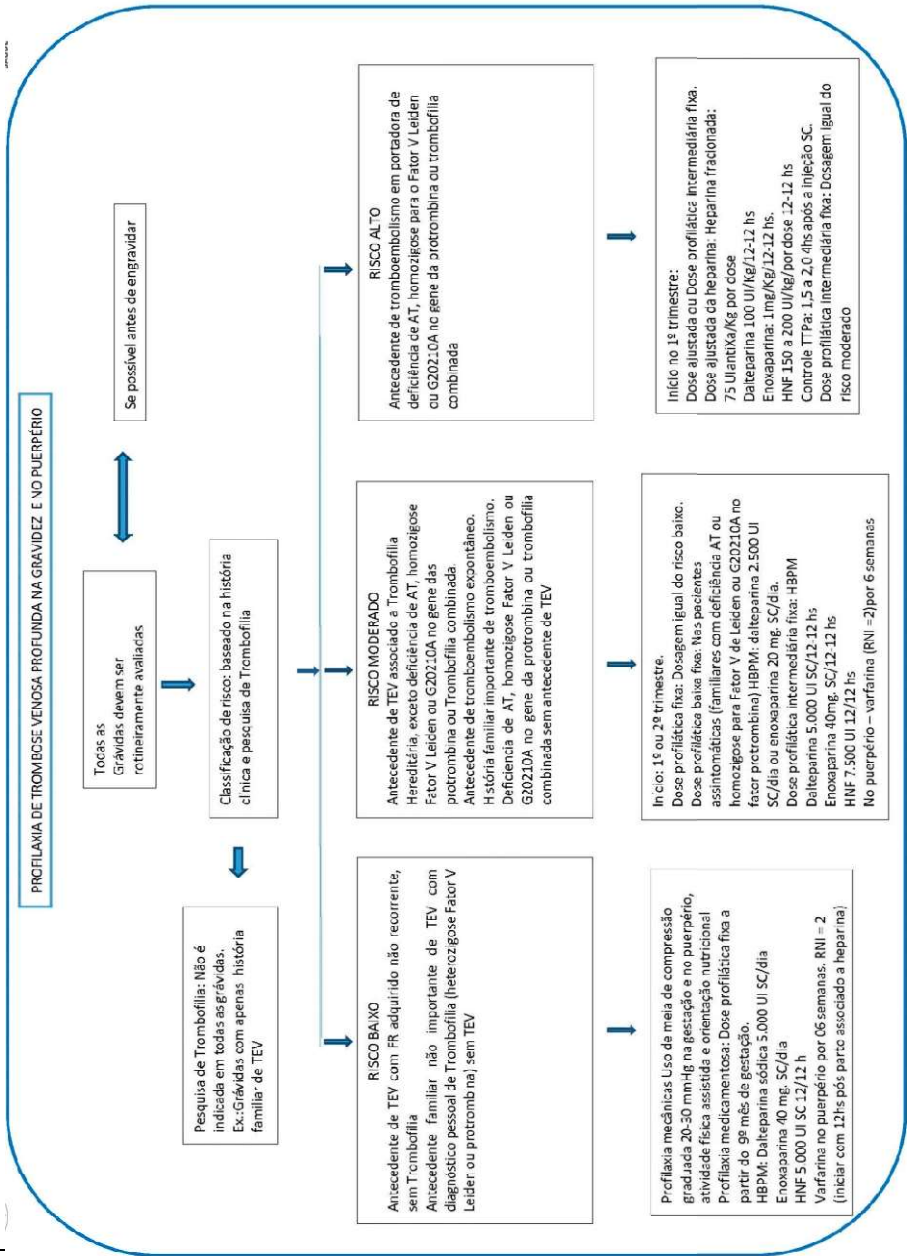 PROFILAXIA DE TROMBOSE VENOSA PROFUNDA NA GRAVIDEZ E NO PUERPÉRIO
Todas as
Grávidas devem ser
rotineiramente avaliadas
Se possível antes de engravidar
Pesquisa de Trombofilia: Não é
indicada em todas as grávidas.
Ex.:Grávidas com apenas história
familiar de TEV
Classificação de risco: baseado na história
clínica e pesquisa de Trombofilia
RISCO BAIXO
Antecedente de TEV com FR adquirido não recorrente,
sem Trombofilia
Antecedente familiar não importante de TEV com
diagnóstico pessoal de Trombofilia (heterozigose Fator V
Leider ou protrombina) sem TEV
RISCO MODERADO
Antecedente de TEV associado a Trombofilia
Hereditária, exceto deficiência de AT, homozigose
Fator V Leiden ou G20210A no gene das
protrombina ou Trombofilia combinada.
Antecedente de tromboembolismo expontâneo.
História familiar importante de tromboembolismo.
Deficiencia de AT, homozigose Fator V Leiden ou
G20210A no gene da protrombina ou trombofilia
combinada sem antecedente de TEV
RISCO ALTO
Antecedente de tromboembolismo em portadora de
deficiência de AT, homozigose para o Fator V Leiden
ou G20210A no gene da protrombina ou trombofilia
combinada
Profilaxia mecânicas Uso de meia de compressão
graduada 20-30 mmHg na gestação e no puerpério,
atividade física assistida e orientação nutricional
Profilaxia medicamentosa: Dose profilática fixa a
partir do 9º mês de gestação.
HBPM: Dalteparina sódica 5.000 UI SC/dia
Enoxaparina 40 mg. SC/dia
HNF 5.000 UI SC 12/12 h
Varfarina no puerpério por 06 semanas. RNI = 2
(iniciar com 12hs pós parto associado a heparina)
Início: 1º ou 2º trimestre.
Dose profilática fixa: Dosagem igual do risco baixo.
Dose profilática baixa fixa: Nas pacientes
assintomáticas (familiares com deficiência AT ou
homozigose para Fator V de Leiden ou G20210A no
fator protrombina) HBPM: dalteparina 2.500 UI
SC/dia ou enoxaparina 20 mg. SC/dia.
Dose profilática intermediária fixa: HBPM
Dalteparina 5.000 UI SC/12-12 hs
Enoxaparina 40mg. SC/12-12 hs
HNF 7.500 UI 12/12 hs
No puerpério – varfarina (RNI =2)por 6 semanas
Início no 1º trimestre:
Dose ajustada ou Dose profilática Intermediária fixa.
Dose ajustada da heparina: Heparina fracionada:
75 UIantiXa/Kg por dose
Dalteparina 100 UI/Kg/12-12 hs
Enoxaparina: 1mg/Kg/12-12 hs.
HNF 150 a 200 UI/kg/por dose 12-12 hs
Controle TTPa: 1,5 a 2,0 4hs após a injeção SC.
Dose profilática Intermediária fixa: Dosagem igual do
risco moderado